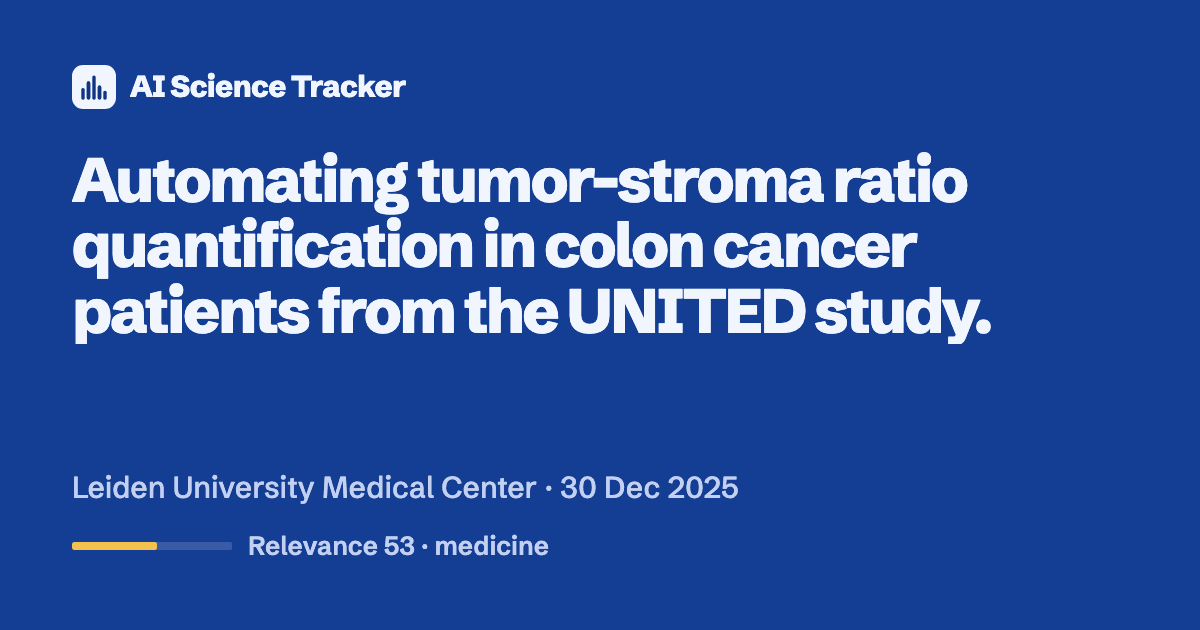 AI Science Tracker
Automating tumor-stroma ratio
quantification in colon cancer
patients from the UNITED study.
Leiden University Medical Center · 30 Dec 2025
Relevance 53 · medicine